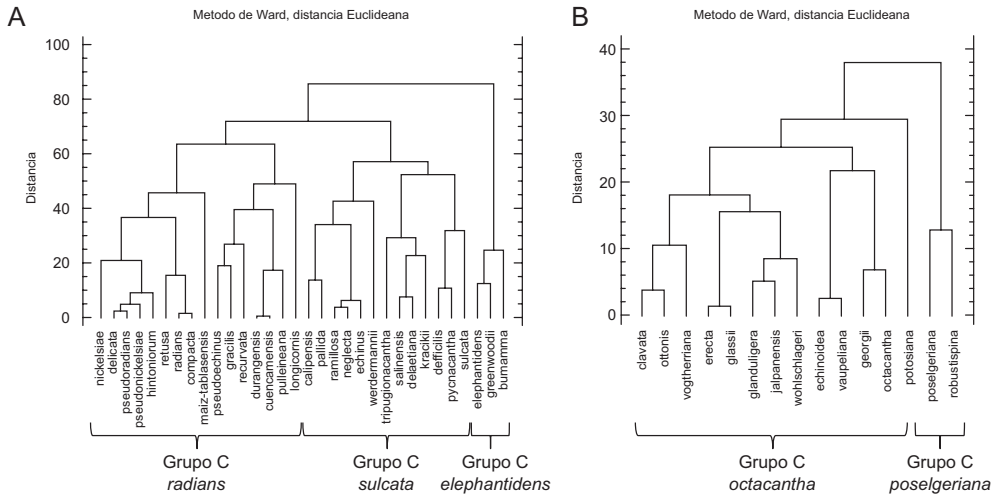 A
Metodo de Ward, distancia Euclideana
Distancia
100
80
60
40
20
0
nickelsiae
delicata
pseudoradians
pseudonickelsiae
hintoniorum
retusa
radians
compacta
maiz-tablasensis
pseudoechinus
gracilis
recurvata
durangensis
cuencamensis
pulleineana
longicornis
calipensis
pallida
ramillosa
neglecta
echinus
werdermannii
tripugionacantha
salinensis
delaetiana
kracikii
defficilis
pycnacantha
sulcata
elephantidens
greenwoodii
bumamma
Grupo C
radians
Grupo C
sulcata
Grupo C
elephantidens
B
Metodo de Ward, distancia Euclideana
Distancia
40
30
20
10
0
clavata
ottonis
vogtherriana
erecta
glassii
glanduligera
jalpanensis
wohlschlageri
echinoidea
vaupeliana
georgii
octacantha
potosiana
poselgeriana
robustispina
Grupo C
octacantha
Grupo C
poselgeriana